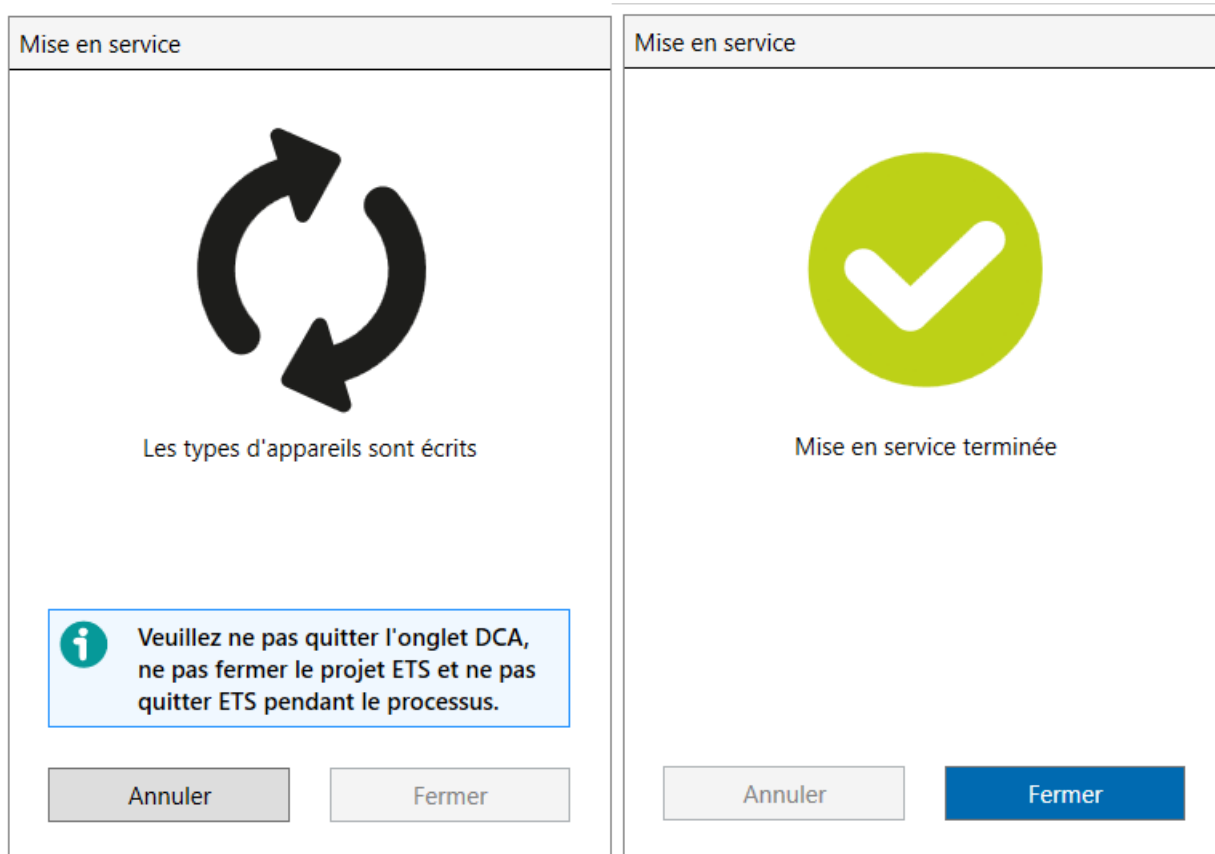 Mise en service
Les types d'appareils sont écrits
Veuillez ne pas quitter l'onglet DCA,
ne pas fermer le projet ETS et ne pas
quitter ETS pendant le processus.
Annuler
Fermer
Mise en service
Mise en service terminée
Annuler
Fermer